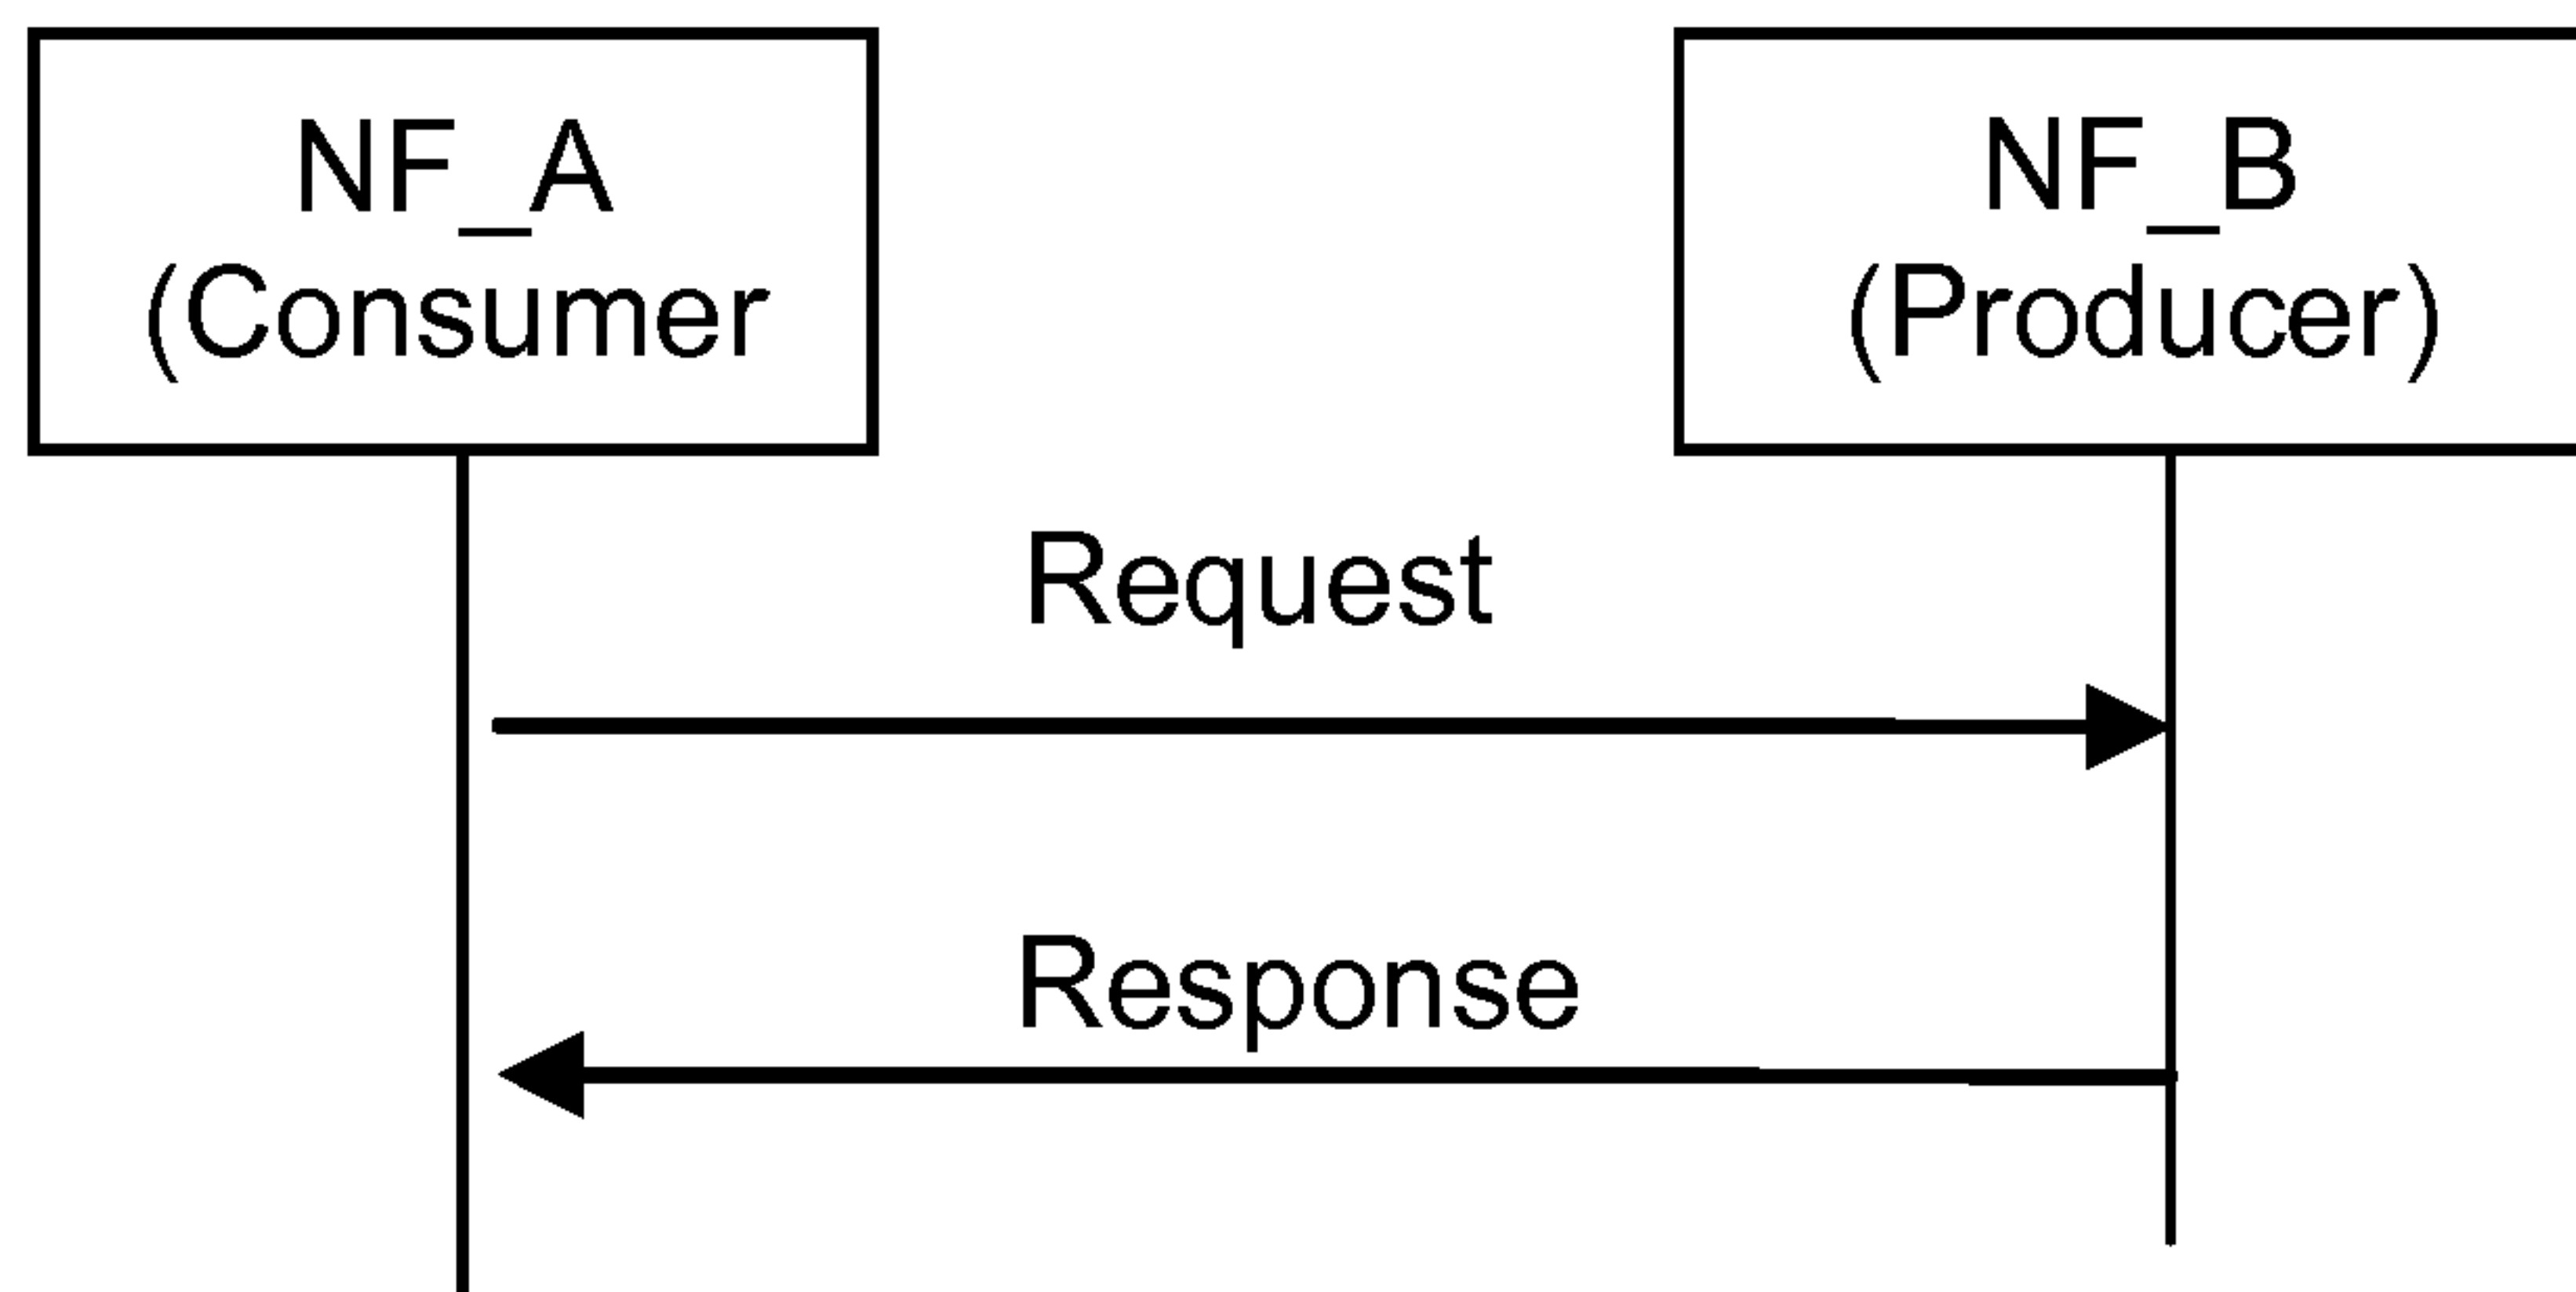 NF_A
(Consumer
NF_B
(Producer)
Request
Response